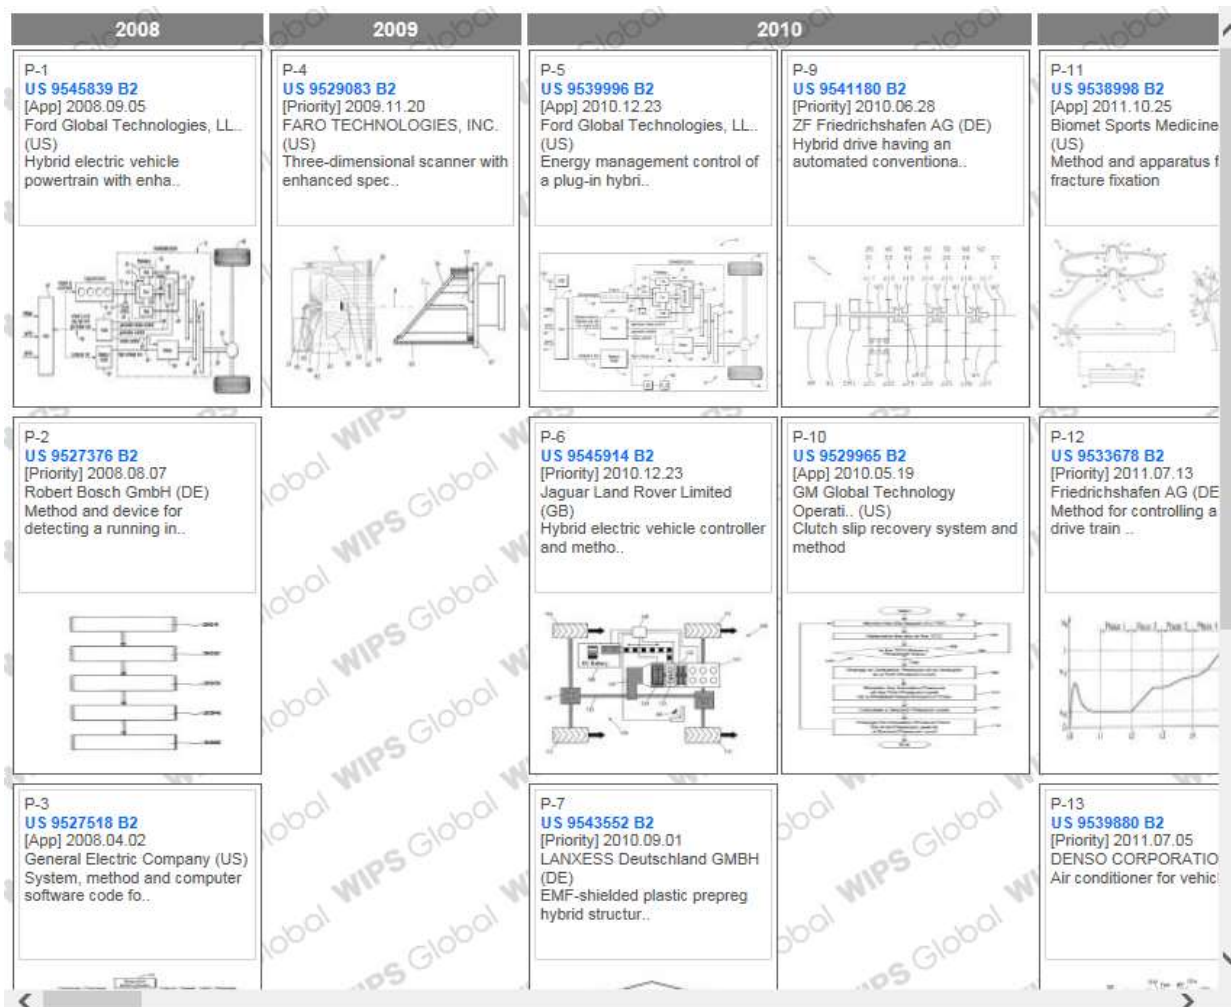 2008
2009
2010
P-1
US 9545839 B2
[App] 2008.09.05
Ford Global Technologies, LL..
(US)
Hybrid electric vehicle
powertrain with enha..
P-4
US 9529083 B2
[Priority] 2009.11.20
FARO TECHNOLOGIES, INC.
(US)
Three-dimensional scanner with
enhanced spec..
P-5
US 9539996 B2
[App] 2010.12.23
Ford Global Technologies, LL..
(US)
Energy management control of
a plug-in hybri..
P-9
US 9541180 B2
[Priority] 2010.06.28
ZF Friedrichshafen AG (DE)
Hybrid drive having an
automated conventiona..
P-11
US 9538998 B2
[App] 2011.10.25
Biomet Sports Medicine
(US)
Method and apparatus f
fracture fixation
P-2
US 9527376 B2
[Priority] 2008.08.07
Robert Bosch GmbH (DE)
Method and device for
detecting a running in..
P-6
US 9545914 B2
[Priority] 2010.12.23
Jaguar Land Rover Limited
(GB)
Hybrid electric vehicle controller
and metho..
P-10
US 9529965 B2
[App] 2010.05.19
GM Global Technology
Operati.. (US)
Clutch slip recovery system and
method
P-12
US 9533678 B2
[Priority] 2011.07.13
Friedrichshafen AG (DE
Method for controlling a
drive train ..
P-3
US 9527518 B2
[App] 2008.04.02
General Electric Company (US)
System, method and computer
software code fo..
P-7
US 9543552 B2
[Priority] 2010.09.01
LANXESS Deutschland GMBH
(DE)
EMF-shielded plastic prepreg
hybrid structur..
P-13
US 9539880 B2
[Priority] 2011.07.05
DENSO CORPORATIO
Air conditioner for vehic
WIPS Global